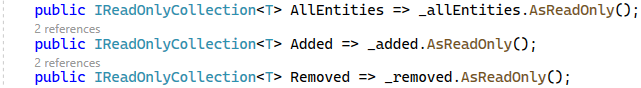 public IReadOnlyCollection<T> AllEntities => _allEntities.AsReadOnly();
2 references
public IReadOnlyCollection<T> Added => _added.AsReadOnly();
2 references
public IReadOnlyCollection<T> Removed => _removed.AsReadOnly();